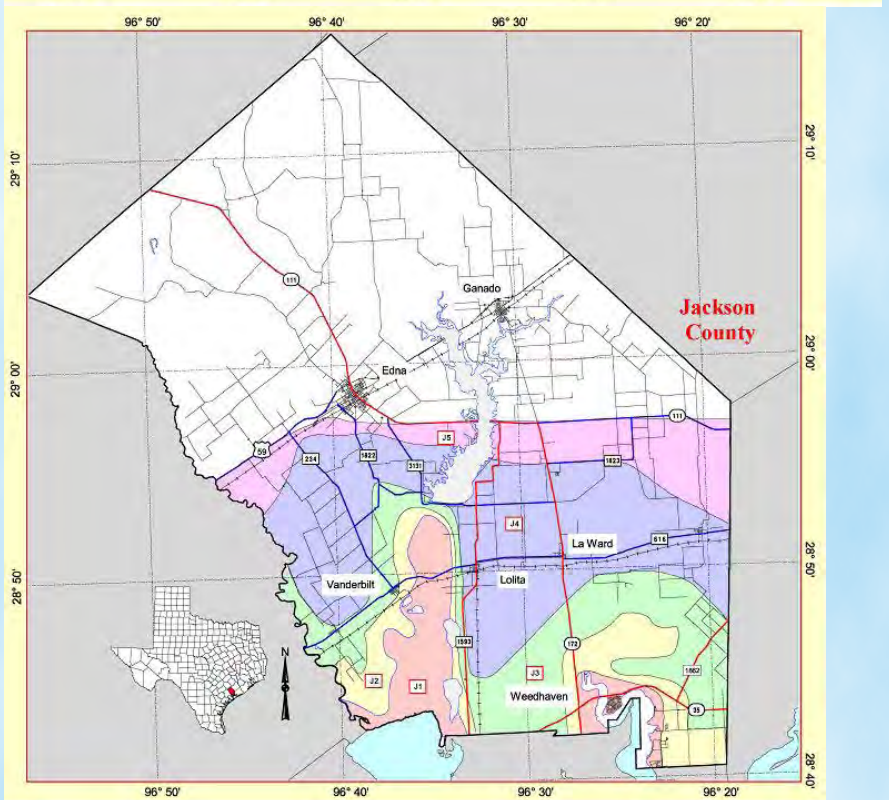 96° 50' 96° 40' 96° 30' 96° 20'
29° 10' 29° 10'
111
Ganado
Jackson
County
29° 00' 29° 00'
Edna
111
J5
59
234
1822
3131
1823
J4
616
La Ward
28° 50' 28° 50'
Vanderbilt
Lolita
1593
172
N
J2
J1
J3
1862
Weedhaven
35
28° 40'
96° 50' 96° 40' 96° 30' 96° 20'